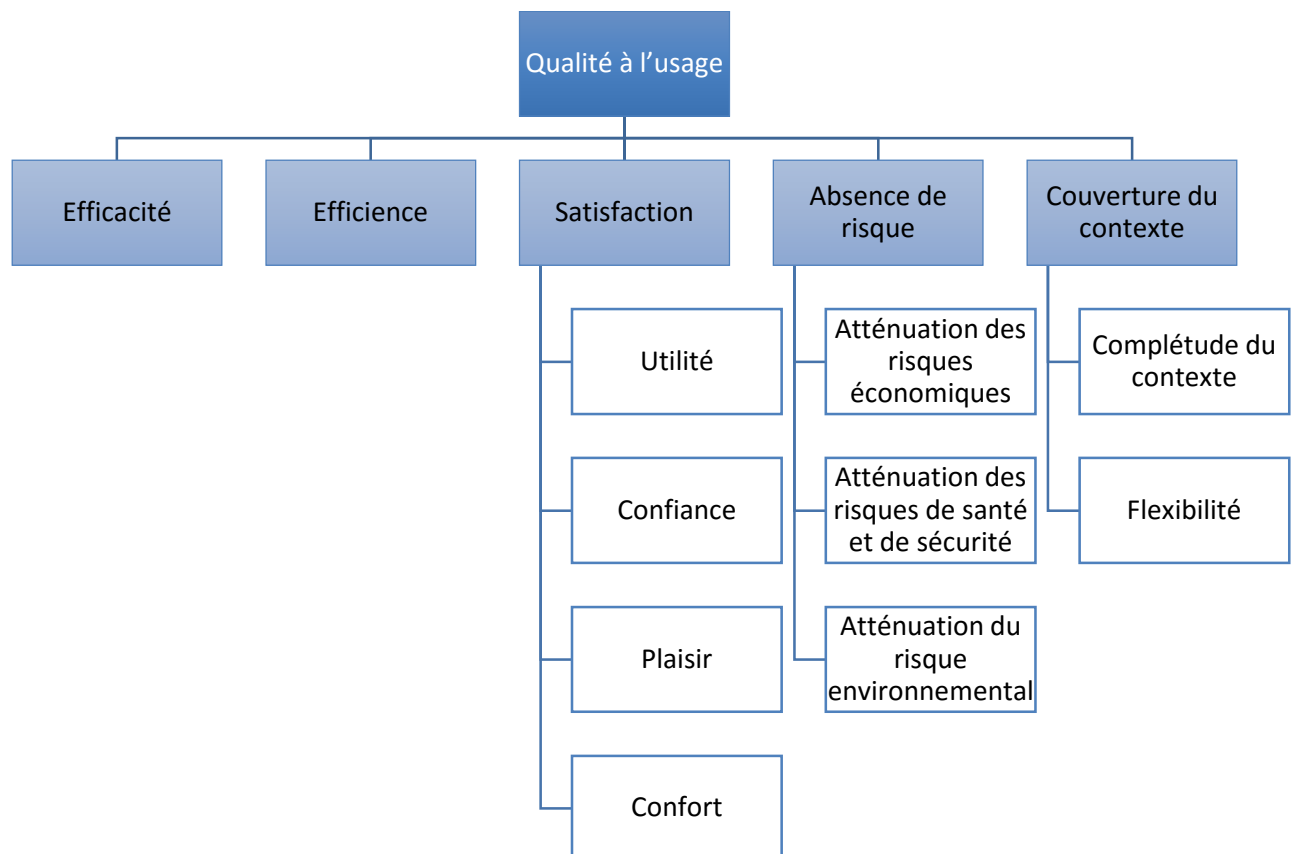 Qualité à l’usage
Efficacité
Efficience
Satisfaction
Absence de
risque
Couverture du
contexte
Utilité
Confiance
Plaisir
Confort
Atténuation des
risques
économiques
Atténuation des
risques de santé
et de sécurité
Atténuation du
risque
environnemental
Complétude du
contexte
Flexibilité